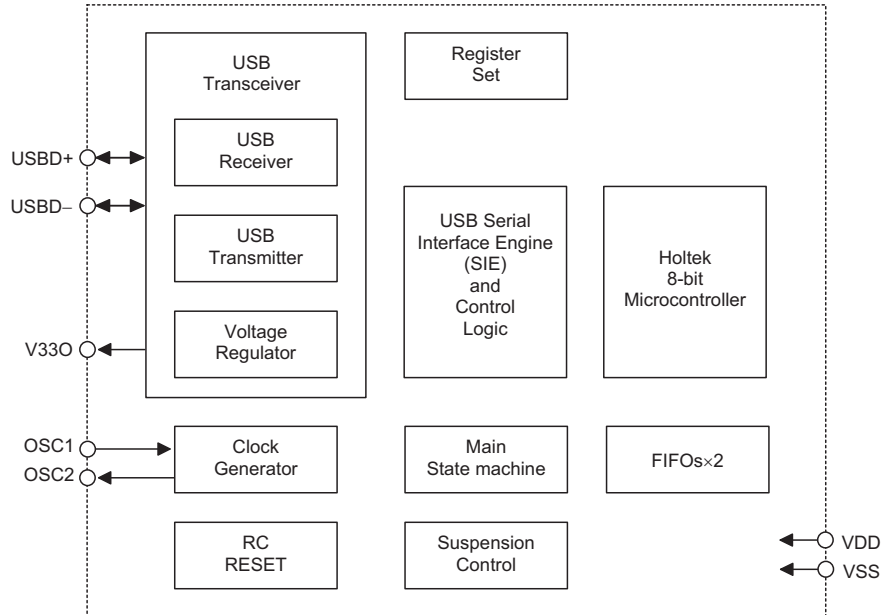 USB
Transceiver
Register
Set
USB
Receiver
USBD+
USBD−
USB
Transmitter
USB Serial
Interface Engine
(SIE)
and
Control
Logic
Holtek
8-bit
Microcontroller
Voltage
Regulator
V33O
OSC1
OSC2
Clock
Generator
Main
State machine
FIFOs×2
RC
RESET
Suspension
Control
VDD
VSS